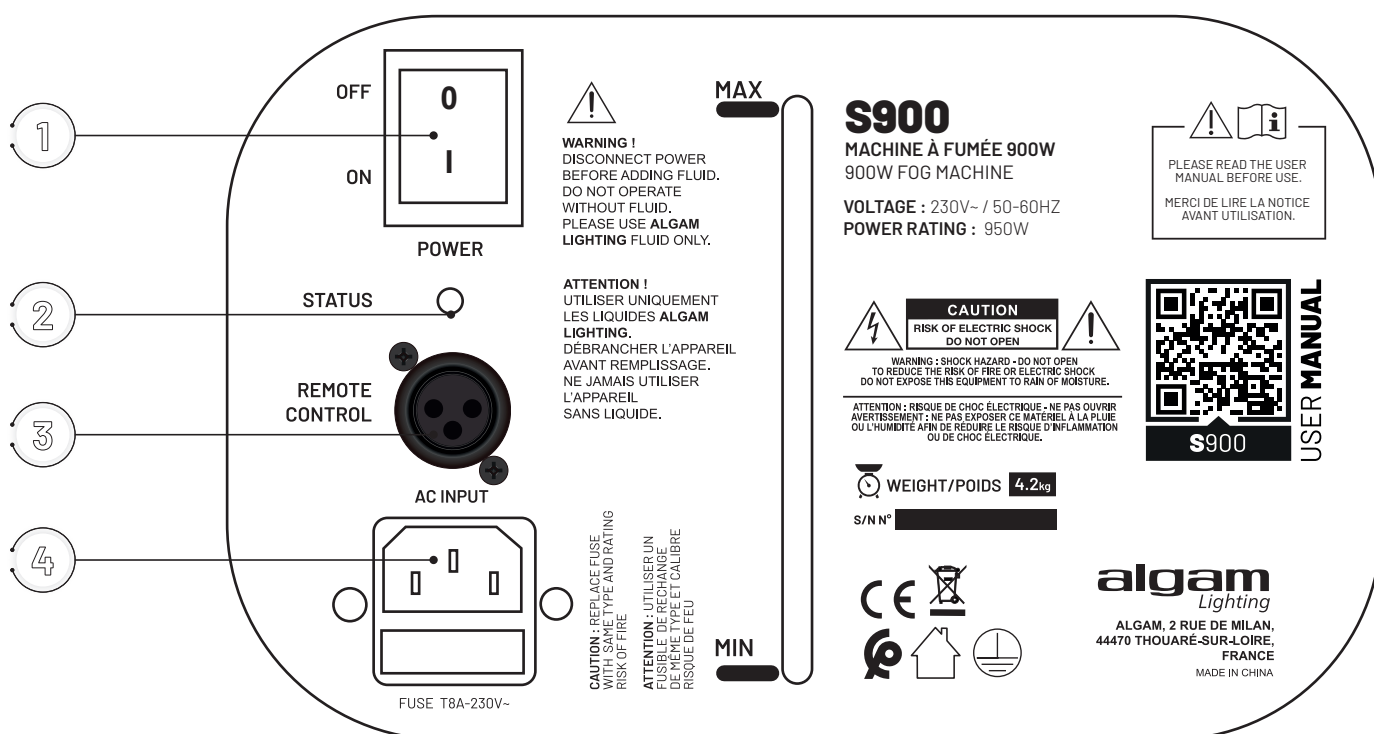 1
OFF
0
ON
I
POWER
2
STATUS
3
REMOTE
CONTROL
AC INPUT
4
FUSE T8A-230V~
WARNING !
DISCONNECT POWER
BEFORE ADDING FLUID.
DO NOT OPERATE
WITHOUT FLUID.
PLEASE USE ALGAM
LIGHTING FLUID ONLY.
ATTENTION !
UTILISER UNIQUEMENT
LES LIQUIDES ALGAM
LIGHTING.
DÉBRANCHER L'APPAREIL
AVANT REMPLISSAGE.
NE JAMAIS UTILISER
L'APPAREIL
SANS LIQUIDE.
CAUTION : REPLACE FUSE
WITH SAME TYPE AND RATING
RISK OF FIRE
ATTENTION : UTILISER UN
FUSIBLE DE RECHANGE
DE MÊME TYPE ET CALIBRE
RISQUE DE FEU
MAX
MIN
S900
MACHINE À FUMÉE 900W
900W FOG MACHINE
VOLTAGE : 230V~ / 50-60HZ
POWER RATING : 950W
CAUTION
RISK OF ELECTRIC SHOCK
DO NOT OPEN
WARNING : SHOCK HAZARD - DO NOT OPEN
TO REDUCE THE RISK OF FIRE OR ELECTRIC SHOCK
DO NOT EXPOSE THIS EQUIPMENT TO RAIN OF MOISTURE.
ATTENTION : RISQUE DE CHOC ÉLECTRIQUE - NE PAS OUVRIR
AVERTISSEMENT : NE PAS EXPOSER CE MATÉRIEL À LA PLUIE
OU L'HUMIDITÉ AFIN DE RÉDUIRE LE RISQUE D'INFLAMMATION
OU DE CHOC ÉLECTRIQUE.
WEIGHT/POIDS 4.2kg
S/N N°
CE
PLEASE READ THE USER
MANUAL BEFORE USE.
MERCI DE LIRE LA NOTICE
AVANT UTILISATION.
S900
USER MANUAL
algam
Lighting
ALGAM, 2 RUE DE MILAN,
44470 THOUARÉ-SUR-LOIRE,
FRANCE
MADE IN CHINA